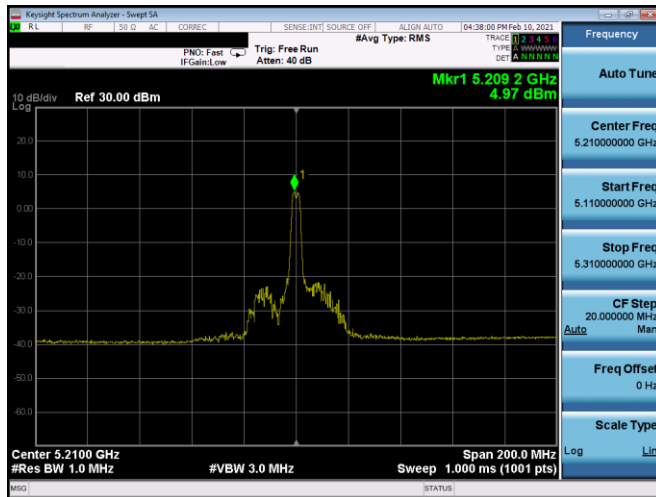 Keysight Spectrum Analyzer - Swept SA
RL RF 50 Ω AC CORREC SENSE:INT SOURCE OFF ALIGN AUTO 04:38:00 PM Feb 10, 2021
#Avg Type: RMS
TRACE 1 2 3 4 5 6
PNO: Fast Trig: Free Run TYPE A WWWWW
IFGain:Low Atten: 40 dB DET A N N N N N
Mkr1 5.209 2 GHz
4.97 dBm
10 dB/div Ref 30.00 dBm
Log
20.0
10.0
0.00
-10.0
-20.0
-30.0
-40.0
-50.0
-60.0
1
Center 5.2100 GHz Span 200.0 MHz
#Res BW 1.0 MHz #VBW 3.0 MHz Sweep 1.000 ms (1001 pts)
MSG STATUS
Frequency
Auto Tune
Center Freq
5.210000000 GHz
Start Freq
5.110000000 GHz
Stop Freq
5.310000000 GHz
CF Step
20.000000 MHz
Auto Man
Freq Offset
0 Hz
Scale Type
Log Lin